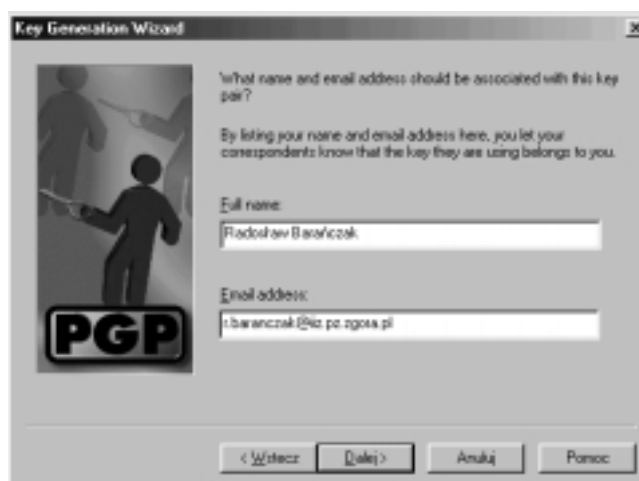 Key Generation Wizard
What name and email address should be associated with this key
pair?
By listing your name and email address here, you let your
correspondents know that the key they are using belongs to you.
Full name:
Radosław Barańczak
Email address:
PGP
< Wstecz
Dalej >
Anuluj
Pomoc